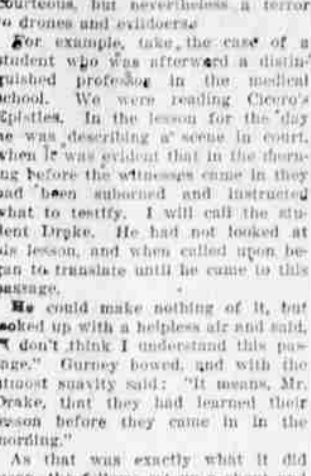 courteous, but nevertheless a terror
to drones and evildoers
For example, take the case of a
student who was afterward a distin-
guished professor in the medical
school. We were reading Cicero's
Epistles. In the lesson for the day
he was describing a scene in court,
when it was evident that in the morn-
ing before the witnesses came in they
had been suborned and instructed
what to testify. I will call the stu-
dent Drake. He had not looked at
his lesson, and when called upon be-
gan to translate until he came to this
passage.
He could make nothing of it, but
looked up with a helpless air and said,
"I don't think I understand this pas-
sage." Gurney bowed, and with the
utmost suavity said: "It means, Mr.
Drake, that they had learned their
lesson before they came in in the
mording."
As that was exactly what it did